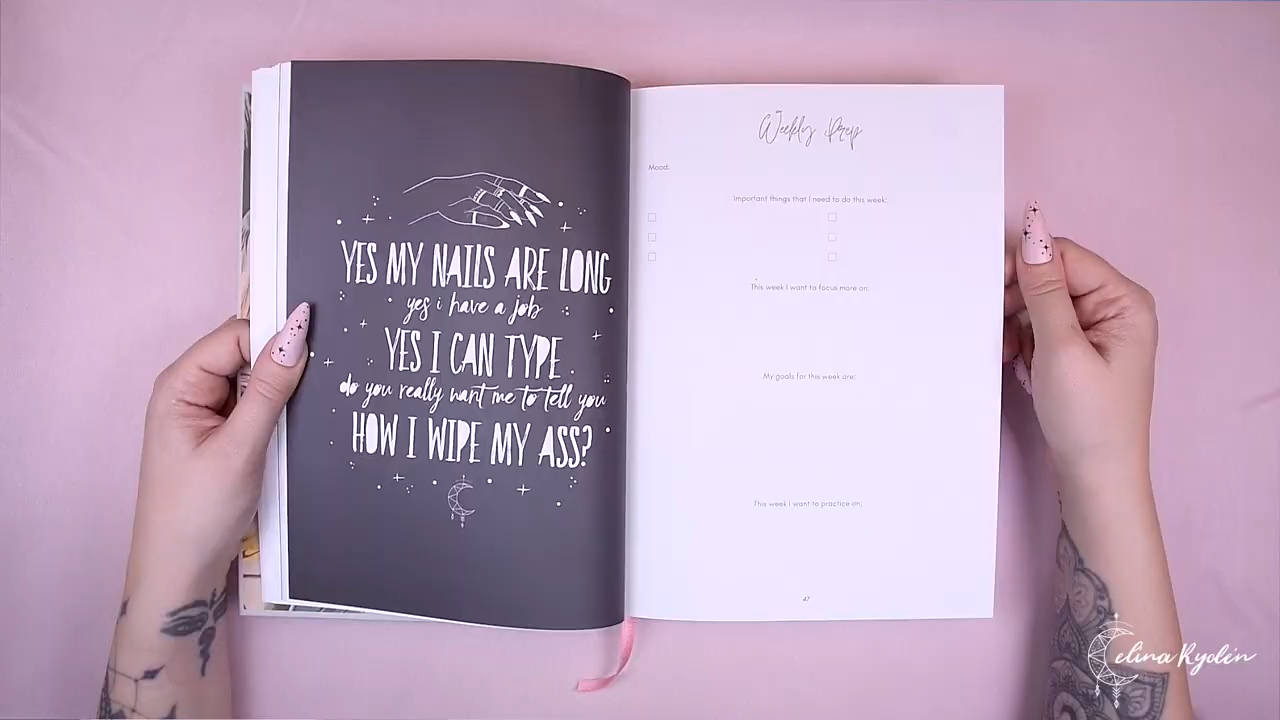 YES MY NAILS ARE LONG
yes i have a job
YES I CAN TYPE
do you really want me to tell you
HOW I WIPE MY ASS?
Weekly Prep
Mood:
Important things that I need to do this week:
This week I want to focus more on:
My goals for this week are:
This week I want to practice on:
47
Celina Rydén